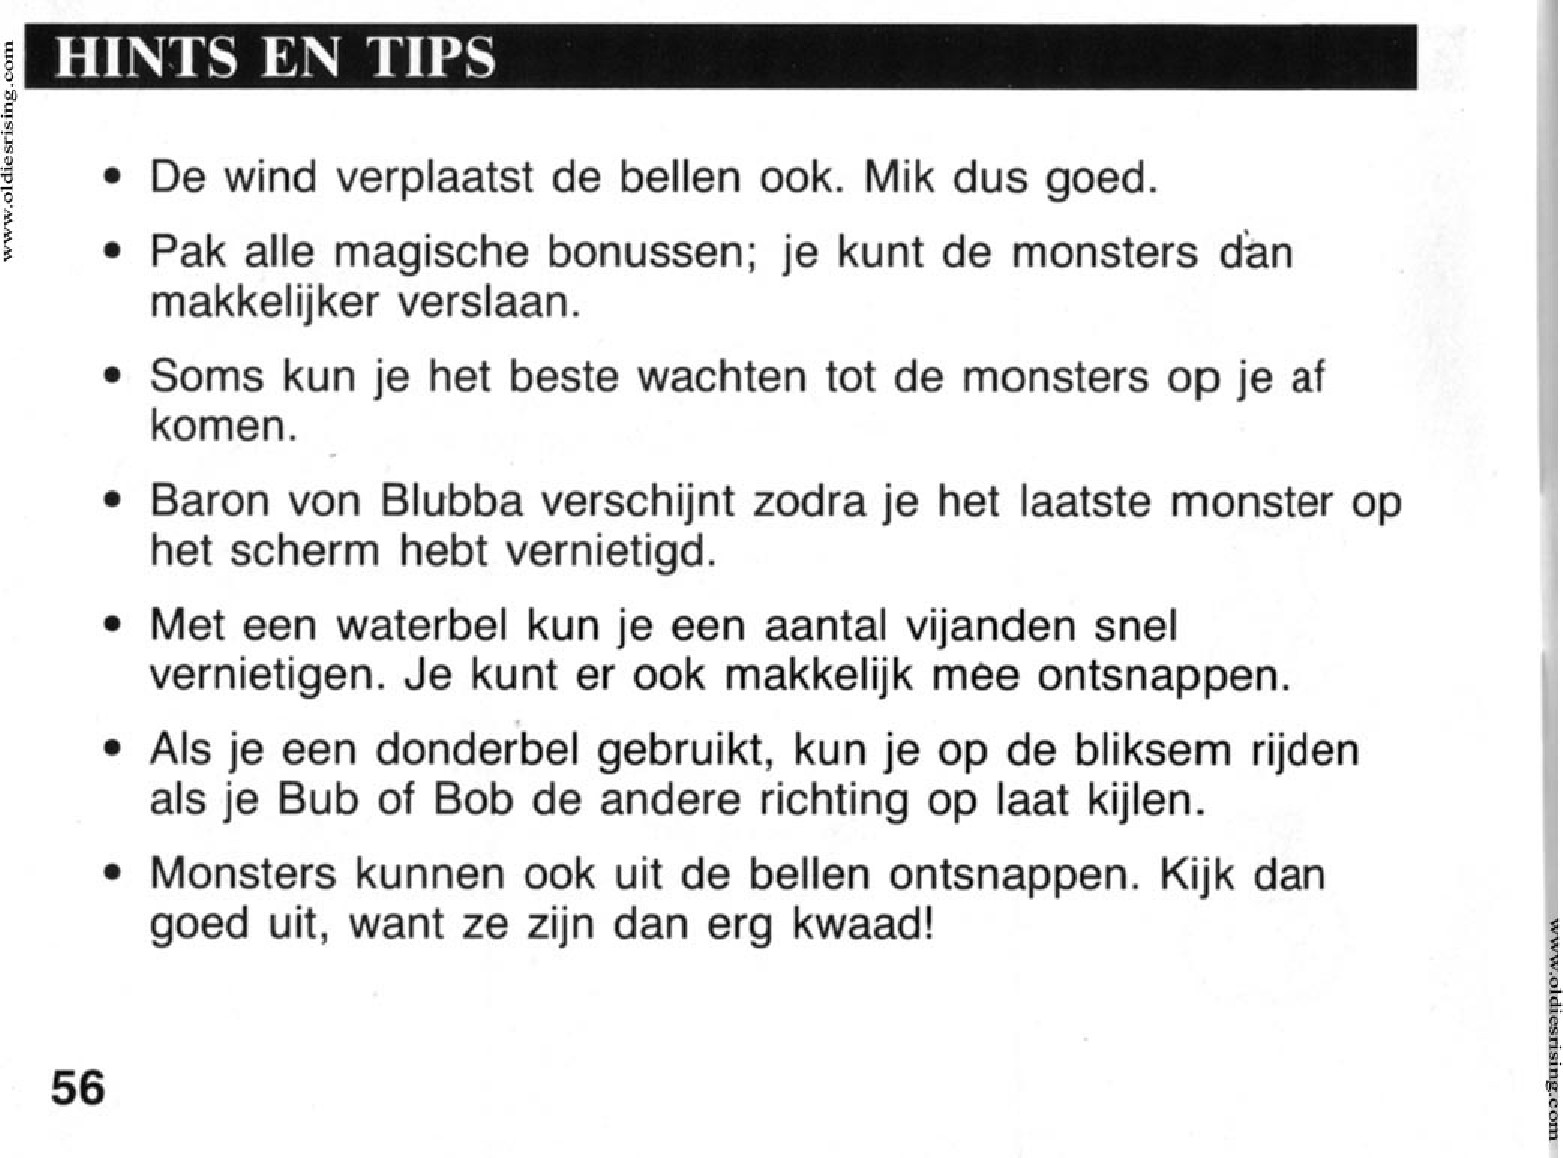 www.oldiesrising.com
HINTS EN TIPS
• De wind verplaatst de bellen ook. Mik dus goed.
• Pak alle magische bonussen; je kunt de monsters dan
makkelijker verslaan.
• Soms kun je het beste wachten tot de monsters op je af
komen.
• Baron von Blubba verschijnt zodra je het laatste monster op
het scherm hebt vernietigd.
• Met een waterbel kun je een aantal vijanden snel
vernietigen. Je kunt er ook makkelijk mee ontsnappen.
• Als je een donderbel gebruikt, kun je op de bliksem rijden
als je Bub of Bob de andere richting op laat kijlen.
• Monsters kunnen ook uit de bellen ontsnappen. Kijk dan
goed uit, want ze zijn dan erg kwaad!
56
www.oldiesrising.com